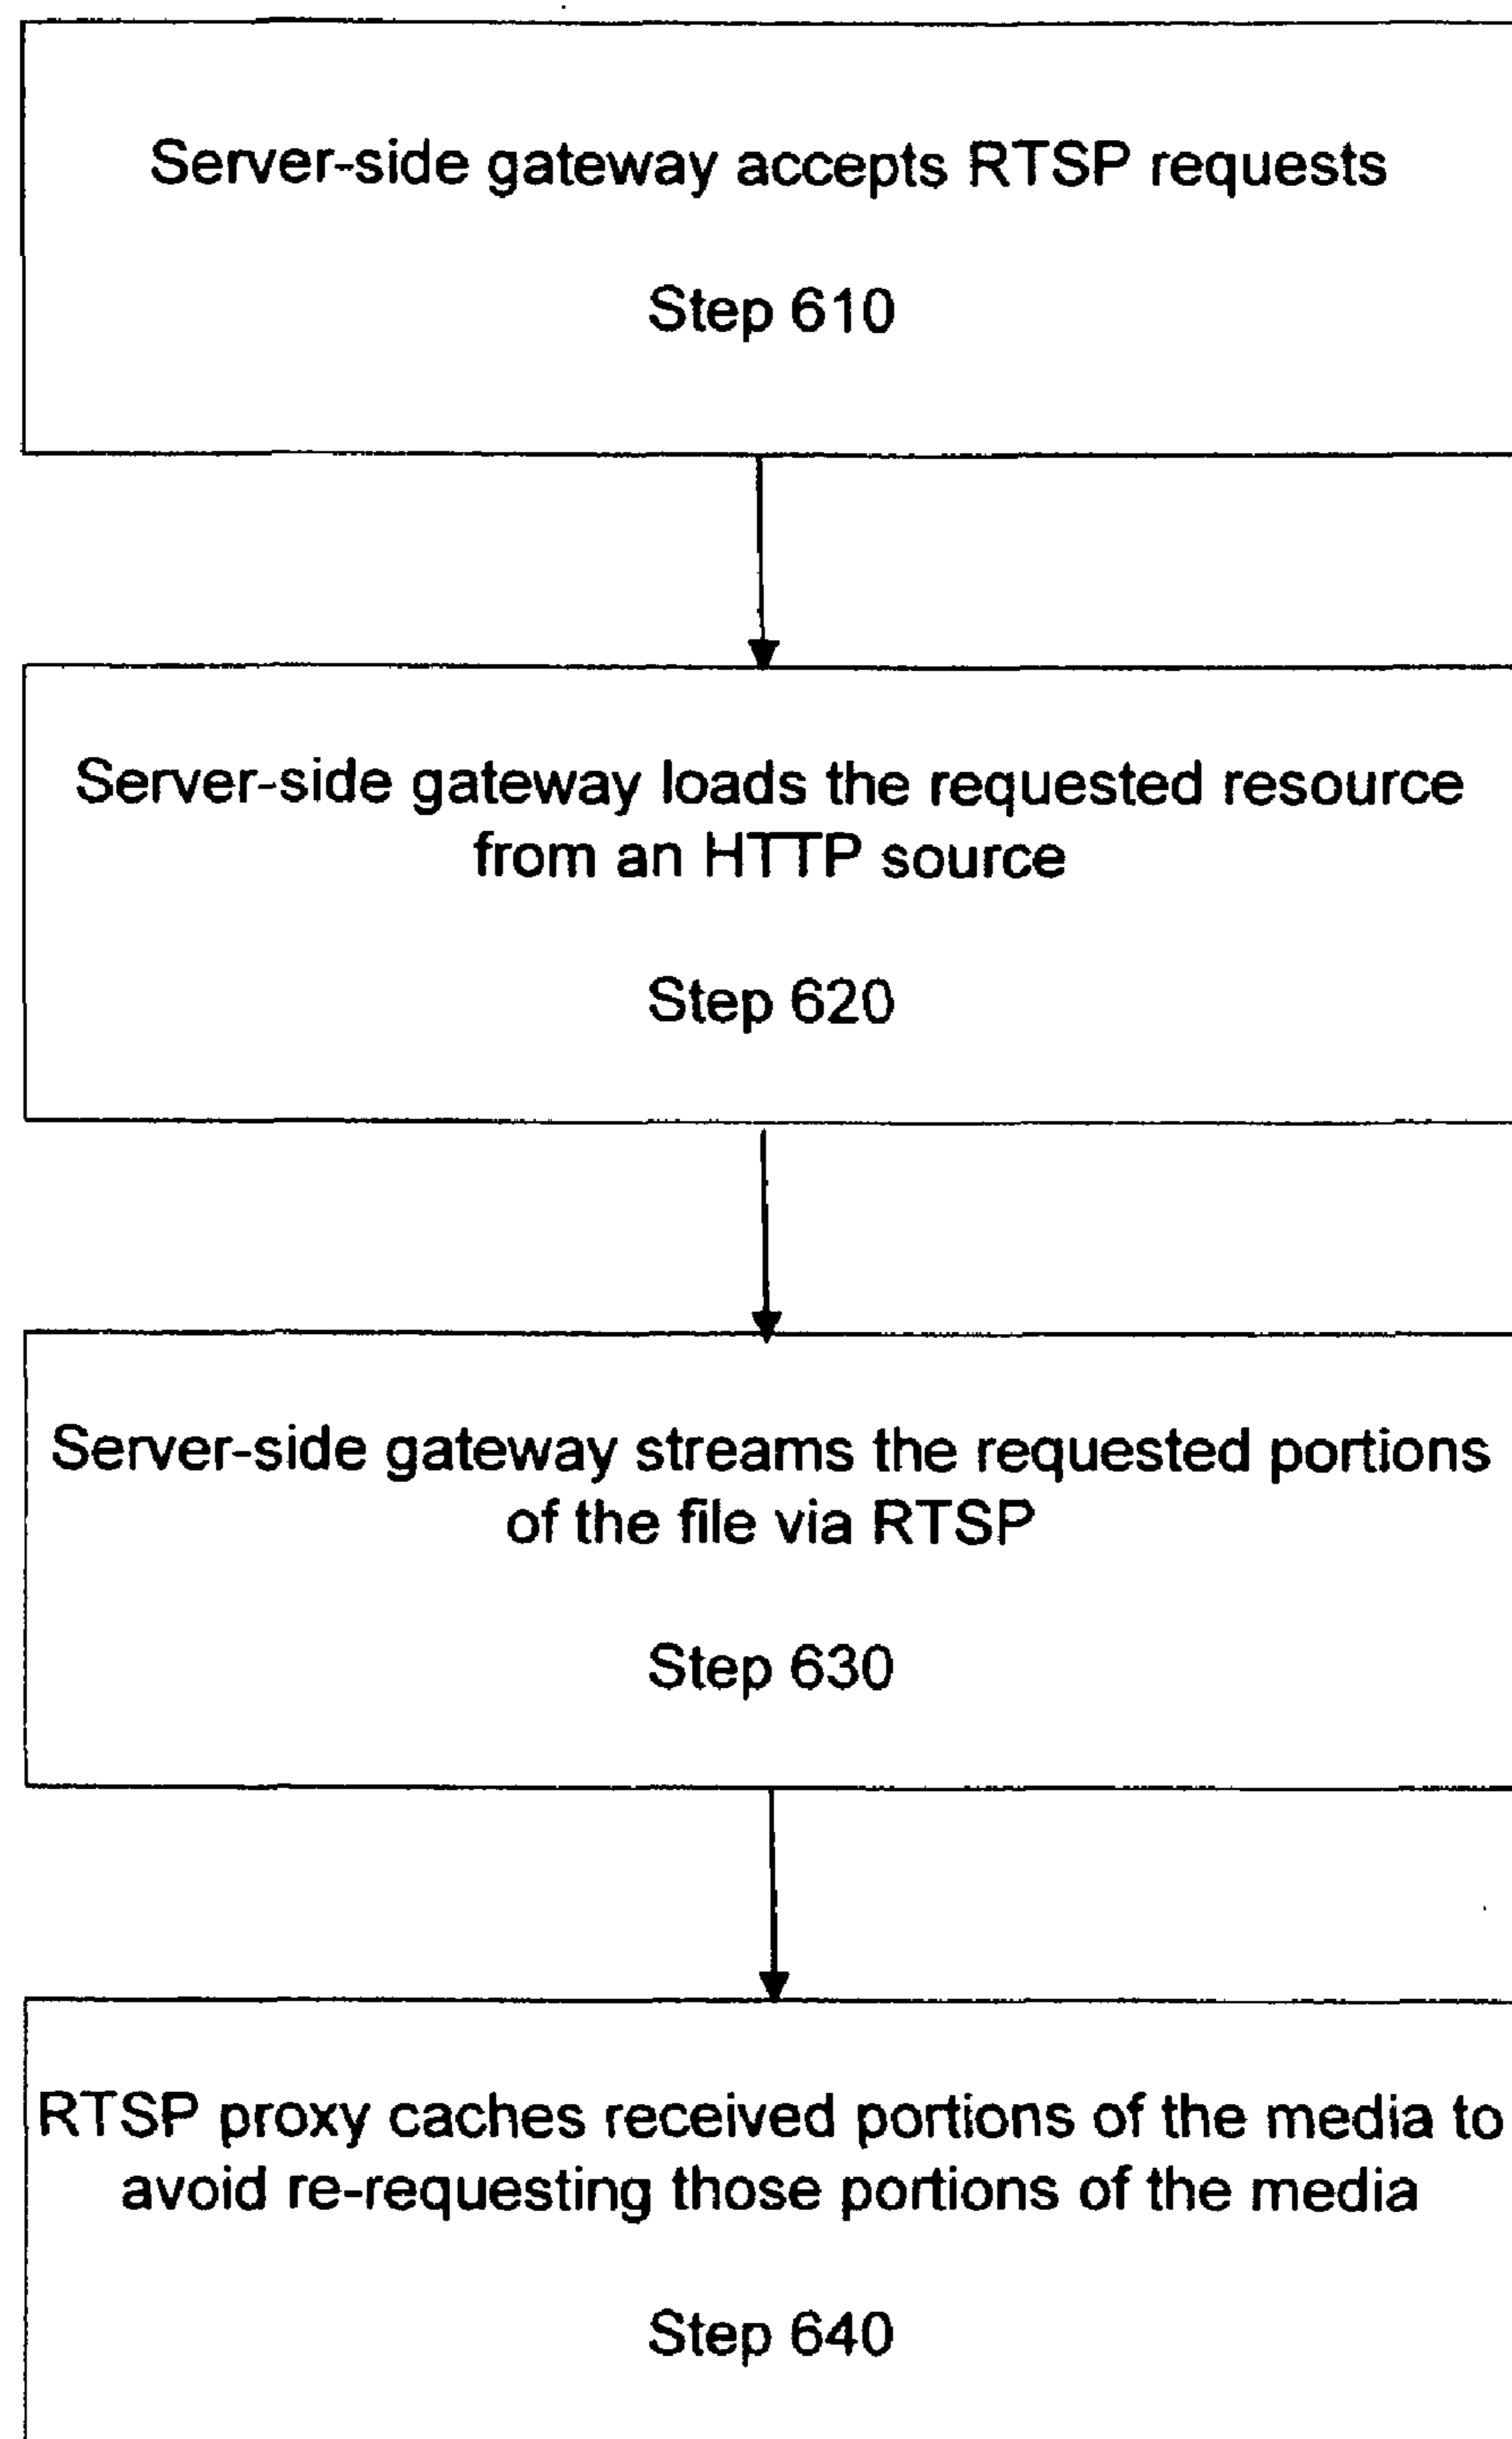 Server-side gateway accepts RTSP requests
Step 610
Server-side gateway loads the requested resource
from an HTTP source
Step 620
Server-side gateway streams the requested portions
of the file via RTSP
Step 630
RTSP proxy caches received portions of the media to
avoid re-requesting those portions of the media
Step 640